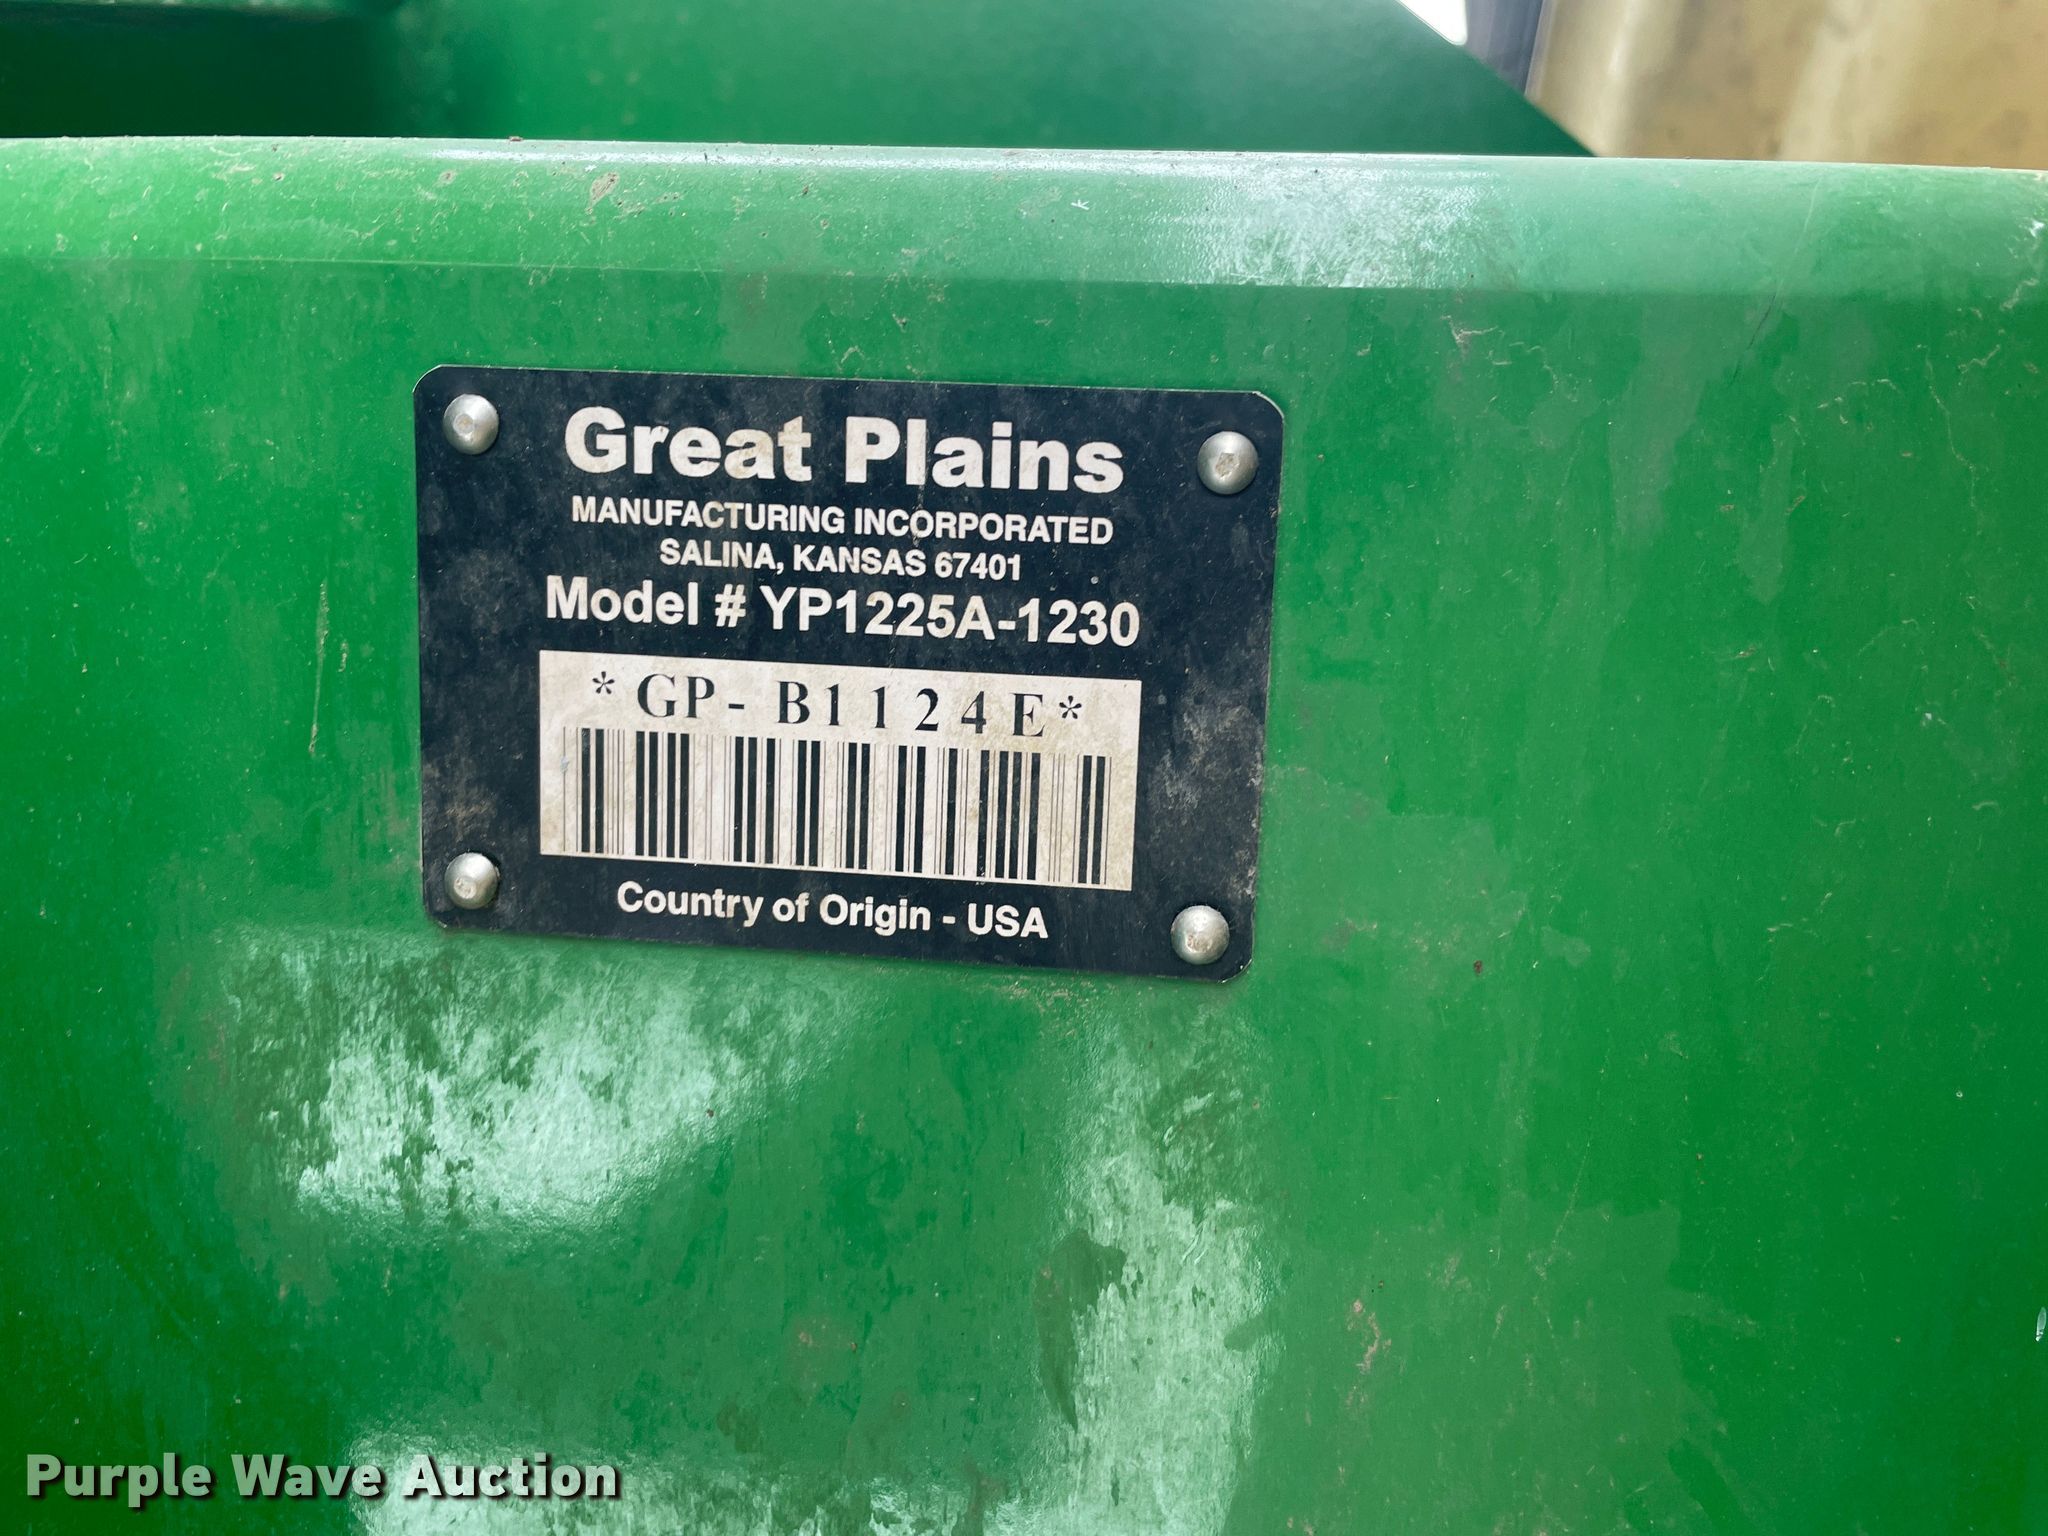 Great Plains
MANUFACTURING INCORPORATED
SALINA, KANSAS 67401
Model # YP1225A-1230
*GP-B1124E*
Country of Origin - USA
Purple Wave Auction